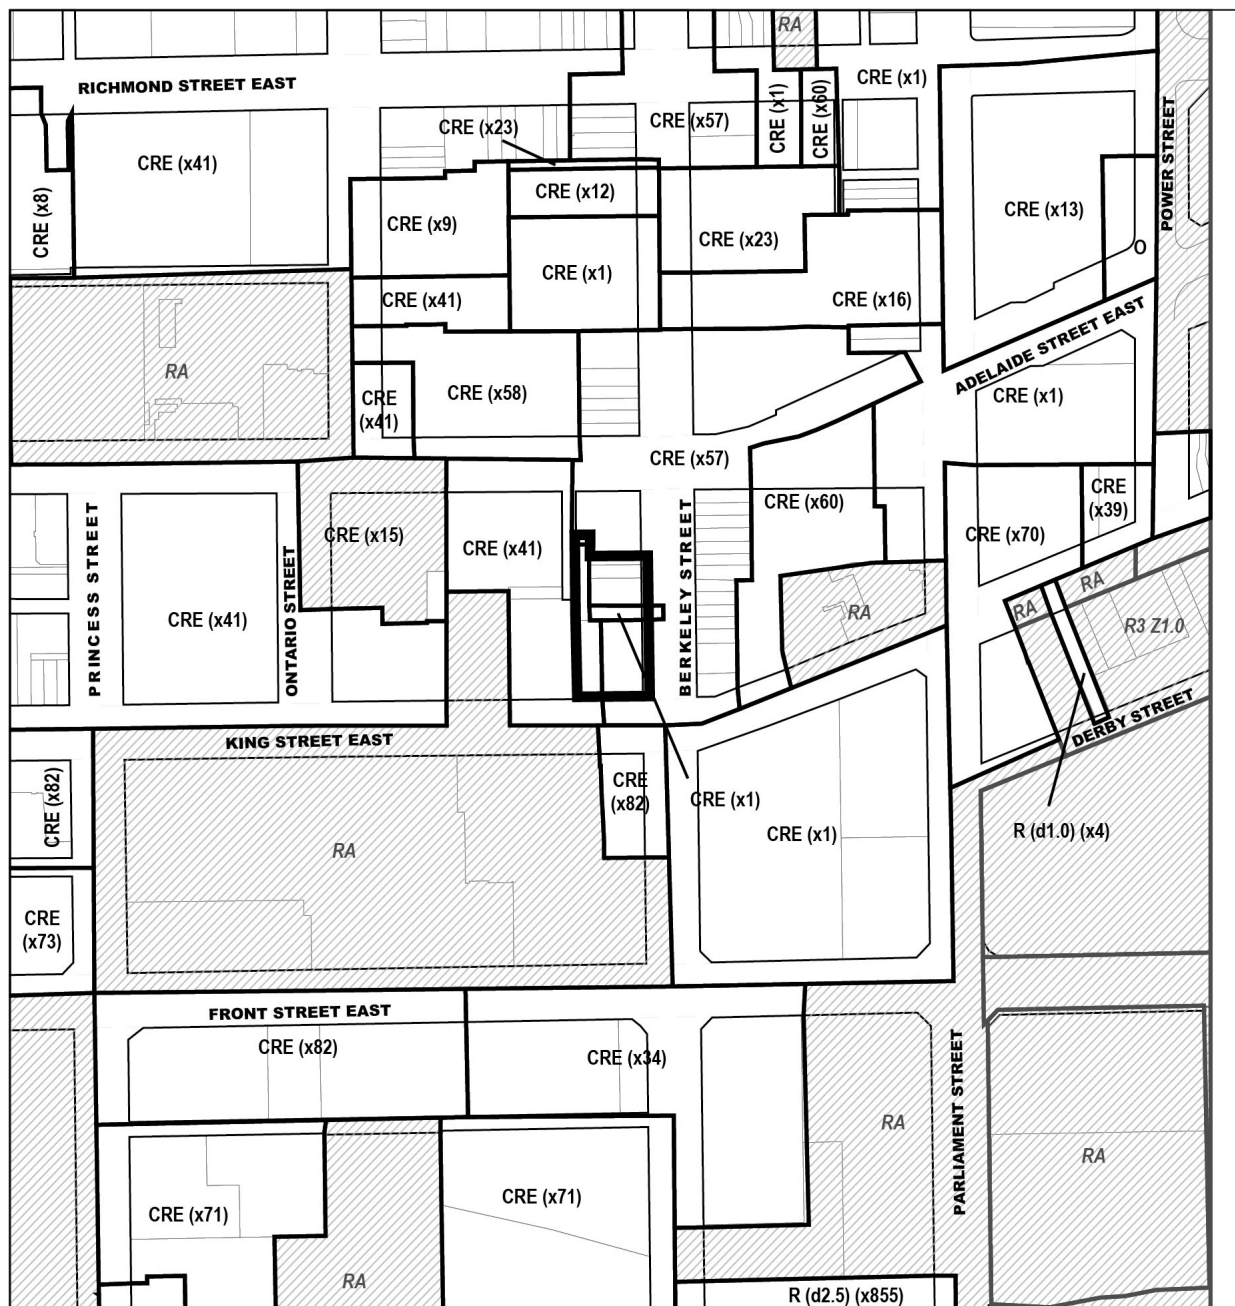 RA
RICHMOND STREET EAST
CRE (x1)
POWER STREET
CRE (x23)
CRE (x57)
CRE (x1)
CRE (x60)
CRE (x41)
CRE (x8)
CRE (x12)
CRE (x9)
CRE (x23)
CRE (x13)
O
CRE (x1)
CRE (x41)
CRE (x16)
ADELAIDE STREET EAST
RA
CRE
(x41)
CRE (x58)
CRE (x1)
CRE (x57)
CRE (x60)
CRE
(x39)
CRE (x15)
CRE (x41)
CRE (x70)
PRINCESS STREET
CRE (x41)
ONTARIO STREET
BERKELEY STREET
RA
RA
RA
R3 Z1.0
DERBY STREET
KING STREET EAST
CRE (x82)
CRE
(x82)
CRE (x1)
CRE (x1)
R (d1.0) (x4)
RA
CRE
(x73)
FRONT STREET EAST
CRE (x82)
CRE (x34)
PARLIAMENT STREET
RA
RA
CRE (x71)
CRE (x71)
RA
R (d2.5) (x855)